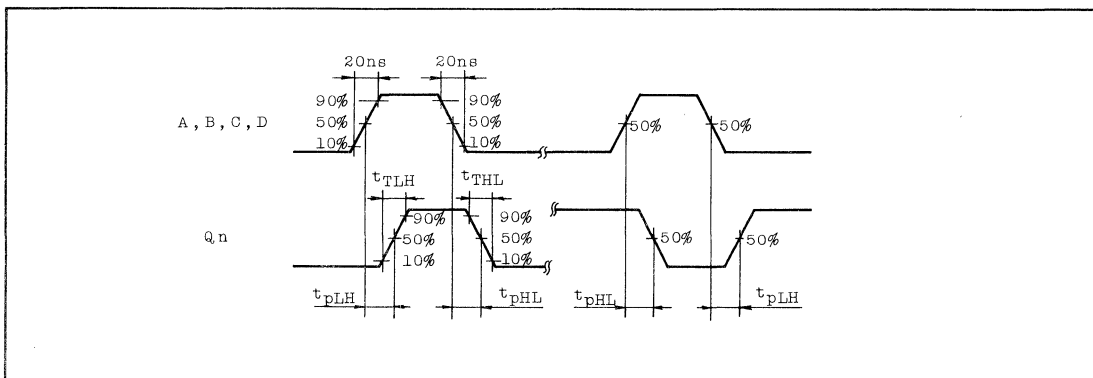 20ns 20ns
90% 90%
A,B,C,D 50% 50% 50% 50%
10% 10%
tTLH tTHL
90% 90%
Qn 50% 50% 50% 50%
10% 10%
tpLH tpHL tpHL tpLH